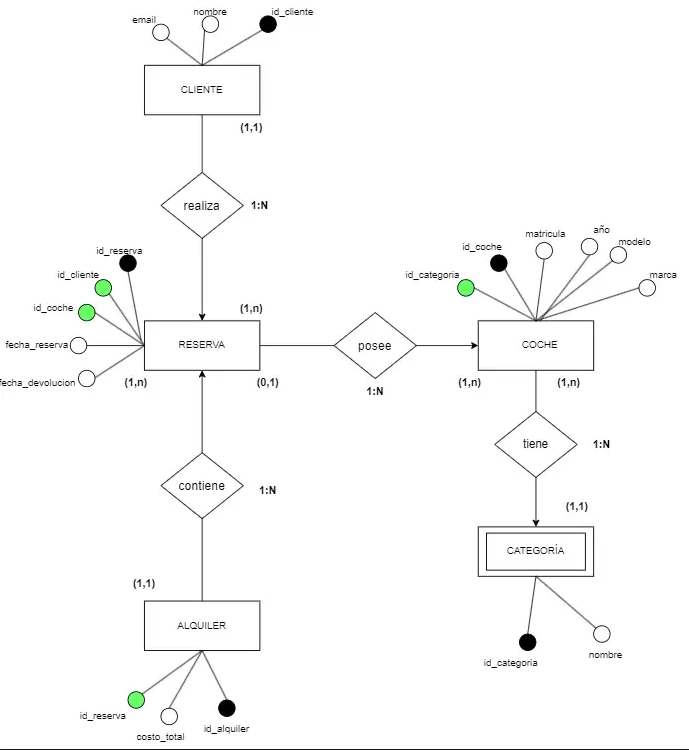 email
nombre
id_cliente
CLIENTE
(1,1)
realiza
1:N
id_reserva
id_cliente
id_coche
fecha_reserva
fecha_devolucion
RESERVA
(1,n)
(1,n)
(0,1)
posee
1:N
id_categoria
id_coche
matricula
año
modelo
marca
COCHE
(1,n)
(1,n)
tiene
1:N
(1,1)
CATEGORÍA
id_categoria
nombre
contiene
1:N
(1,1)
ALQUILER
id_reserva
costo_total
id_alquiler